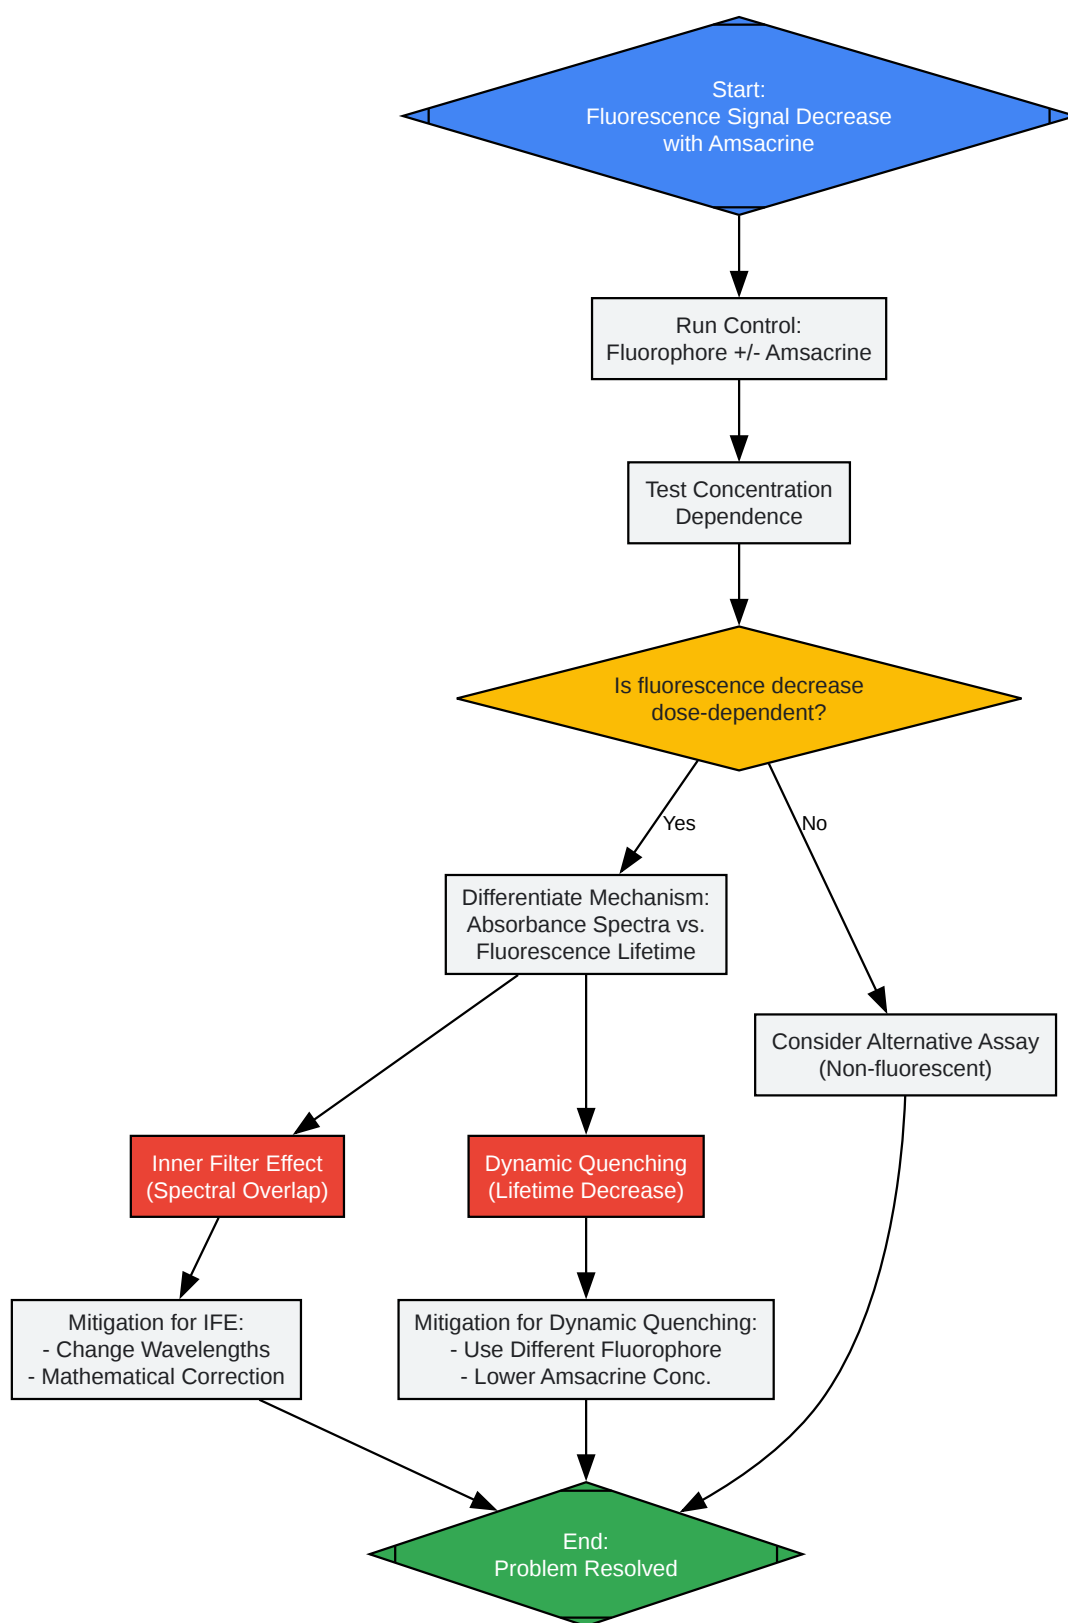 Start:
Fluorescence Signal Decrease
with Amsacrine
Run Control:
Fluorophore +/- Amsacrine
Test Concentration
Dependence
Is fluorescence decrease
dose-dependent?
Yes
No
Differentiate Mechanism:
Absorbance Spectra vs.
Fluorescence Lifetime
Consider Alternative Assay
(Non-fluorescent)
Inner Filter Effect
(Spectral Overlap)
Dynamic Quenching
(Lifetime Decrease)
Mitigation for IFE:
- Change Wavelengths
- Mathematical Correction
Mitigation for Dynamic Quenching:
- Use Different Fluorophore
- Lower Amsacrine Conc.
End:
Problem Resolved